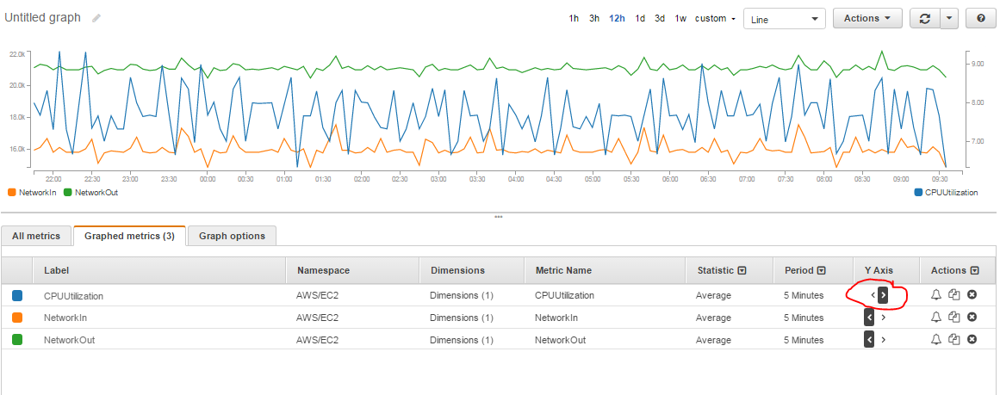 Untitled graph
1h 3h 12h 1d 3d 1w custom Line Actions
22.0k
20.0k
18.0k
16.0k
9.00
8.00
7.00
22:00 22:30 23:00 23:30 00:00 00:30 01:00 01:30 02:00 02:30 03:00 03:30 04:00 04:30 05:00 05:30 06:00 06:30 07:00 07:30 08:00 08:30 09:00 09:30
NetworkIn NetworkOut CPUUtilization
All metrics Graphed metrics (3) Graph options
Label Namespace Dimensions Metric Name Statistic Period Y Axis Actions
CPUUtilization AWS/EC2 Dimensions (1) CPUUtilization Average 5 Minutes < >
NetworkIn AWS/EC2 Dimensions (1) NetworkIn Average 5 Minutes < >
NetworkOut AWS/EC2 Dimensions (1) NetworkOut Average 5 Minutes < >